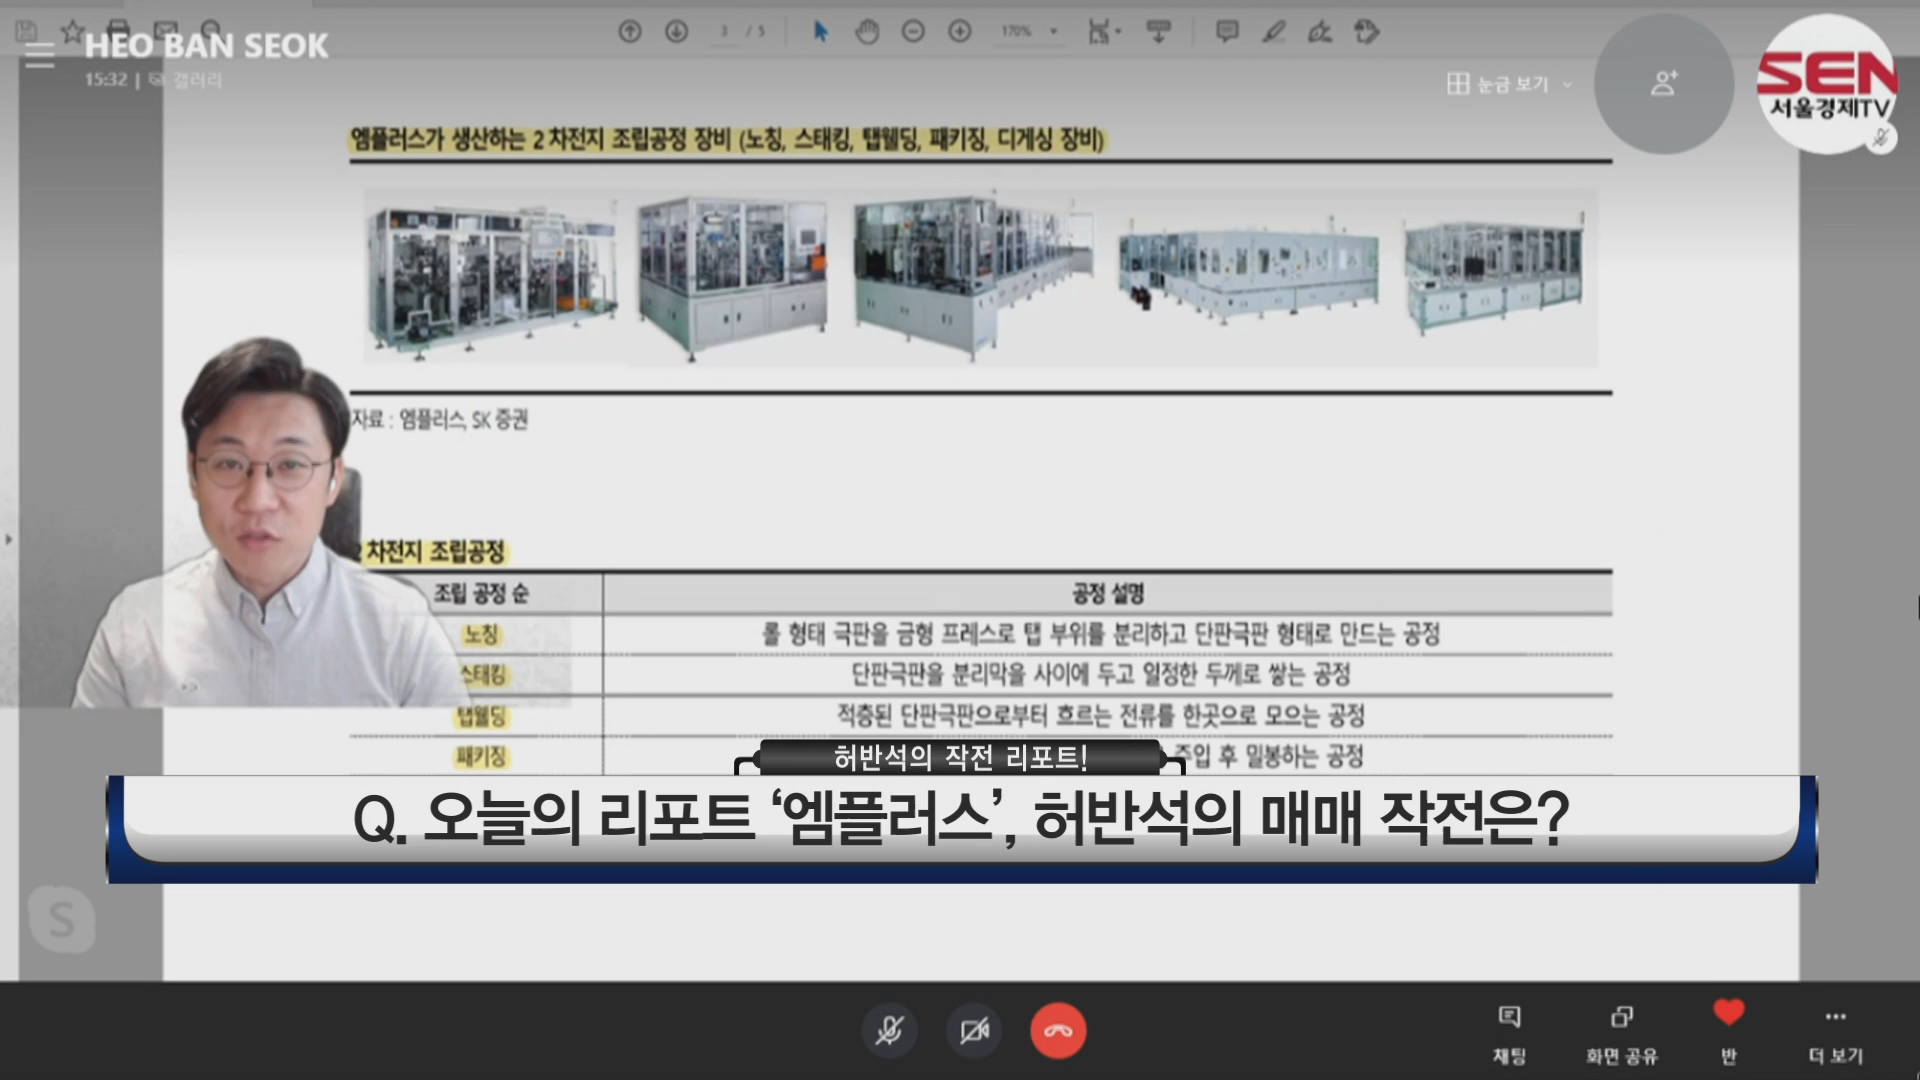 3 / 5
170%
HEO BAN SEOK
15:32 | 갤러리
눈금 보기
SEN
서울경제TV
엠플러스가 생산하는 2차전지 조립공정 장비 (노칭, 스태킹, 탭웰딩, 패키징, 디게싱 장비)
자료 : 엠플러스, SK 증권
2차전지 조립공정
조립 공정 순
공정 설명
노칭
롤 형태 극판을 금형 프레스로 탭 부위를 분리하고 단판극판 형태로 만드는 공정
스태킹
단판극판을 분리막을 사이에 두고 일정한 두께로 쌓는 공정
탭웰딩
적층된 단판극판으로부터 흐르는 전류를 한곳으로 모으는 공정
패키징
주입 후 밀봉하는 공정
허반석의 작전 리포트!
Q. 오늘의 리포트 ‘엠플러스’, 허반석의 매매 작전은?
S
채팅
화면 공유
반
더 보기